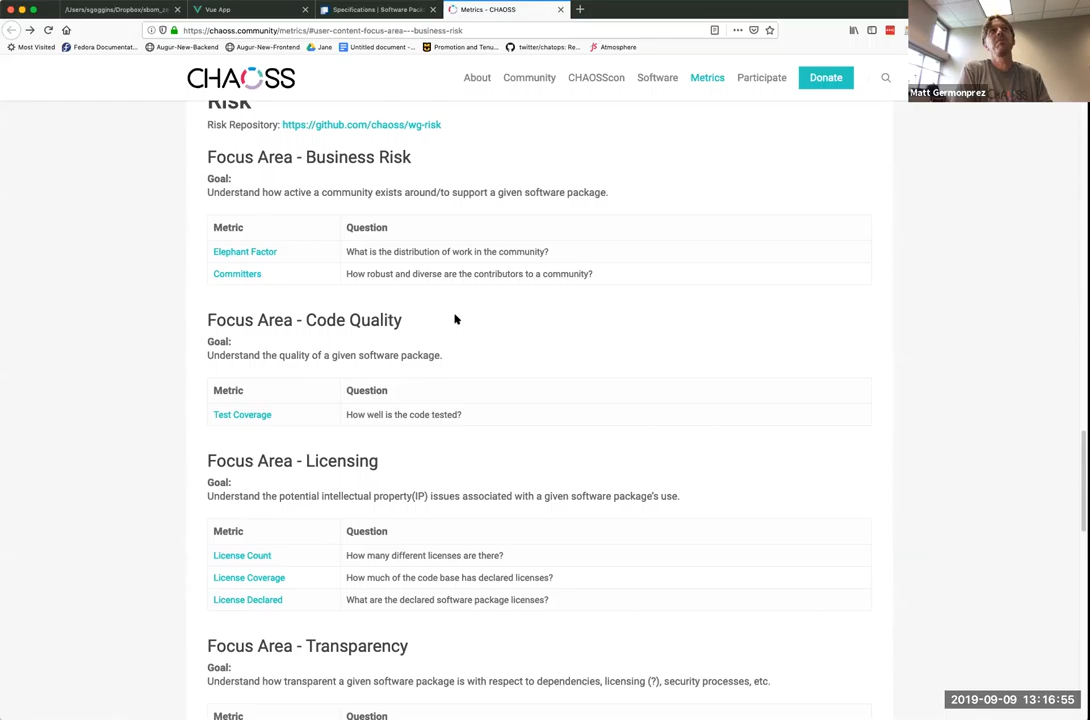 /Users/sgoggins/Dropbox/sbom_ze
Vue App
Specifications | Software Pac
Metrics - CHAOSS
https://chaoss.community/metrics/#user-content-focus-area---business-risk
Most Visited
Fedora Documentat...
Augur-New-Backend
Augur-New-Frontend
Jane
Untitled document -...
Promotion and Tenu...
twitter/chatops: Re...
Atmosphere
CHAOSS
About
Community
CHAOSScon
Software
Metrics
Participate
Donate
Matt Germonprez
Risk
Risk Repository: https://github.com/chaoss/wg-risk
Focus Area - Business Risk
Goal:
Understand how active a community exists around/to support a given software package.
Metric Question
Elephant Factor What is the distribution of work in the community?
Committers How robust and diverse are the contributors to a community?
Focus Area - Code Quality
Goal:
Understand the quality of a given software package.
Metric Question
Test Coverage How well is the code tested?
Focus Area - Licensing
Goal:
Understand the potential intellectual property(IP) issues associated with a given software package's use.
Metric Question
License Count How many different licenses are there?
License Coverage How much of the code base has declared licenses?
License Declared What are the declared software package licenses?
Focus Area - Transparency
Goal:
Understand how transparent a given software package is with respect to dependencies, licensing (?), security processes, etc.
Metric Question
2019-09-09 13:16:55